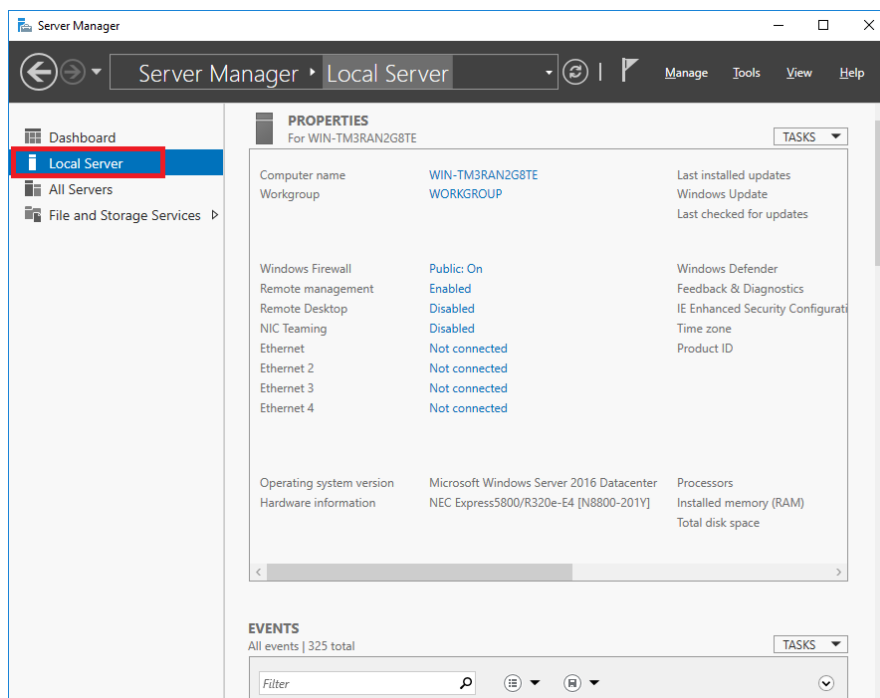 Server Manager
Server Manager ‣ Local Server
Manage Tools View Help
Dashboard
Local Server
All Servers
File and Storage Services
PROPERTIES
For WIN-TM3RAN2G8TE
TASKS
Computer name WIN-TM3RAN2G8TE Last installed updates
Workgroup WORKGROUP Windows Update
Last checked for updates
Windows Firewall Public: On Windows Defender
Remote management Enabled Feedback & Diagnostics
Remote Desktop Disabled IE Enhanced Security Configurati
NIC Teaming Disabled Time zone
Ethernet Not connected Product ID
Ethernet 2 Not connected
Ethernet 3 Not connected
Ethernet 4 Not connected
Operating system version Microsoft Windows Server 2016 Datacenter Processors
Hardware information NEC Express5800/R320e-E4 [N8800-201Y] Installed memory (RAM)
Total disk space
EVENTS
All events | 325 total
TASKS
Filter